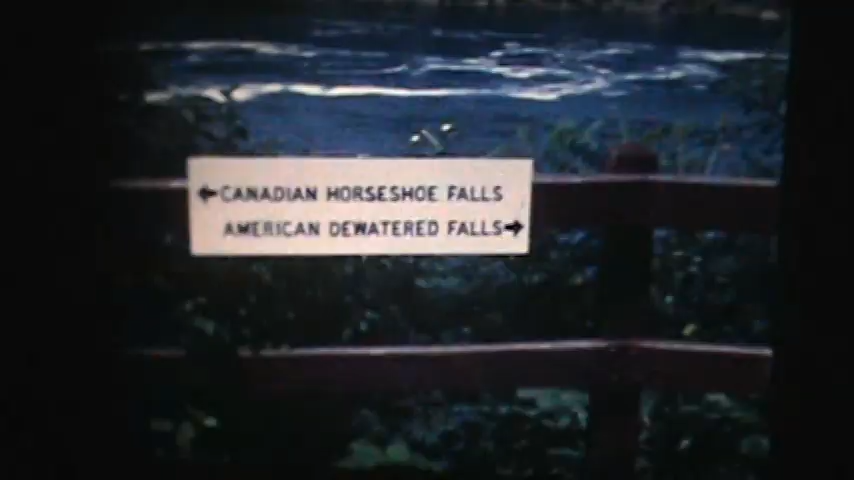 ←CANADIAN HORSESHOE FALLS
AMERICAN DEWATERED FALLS→